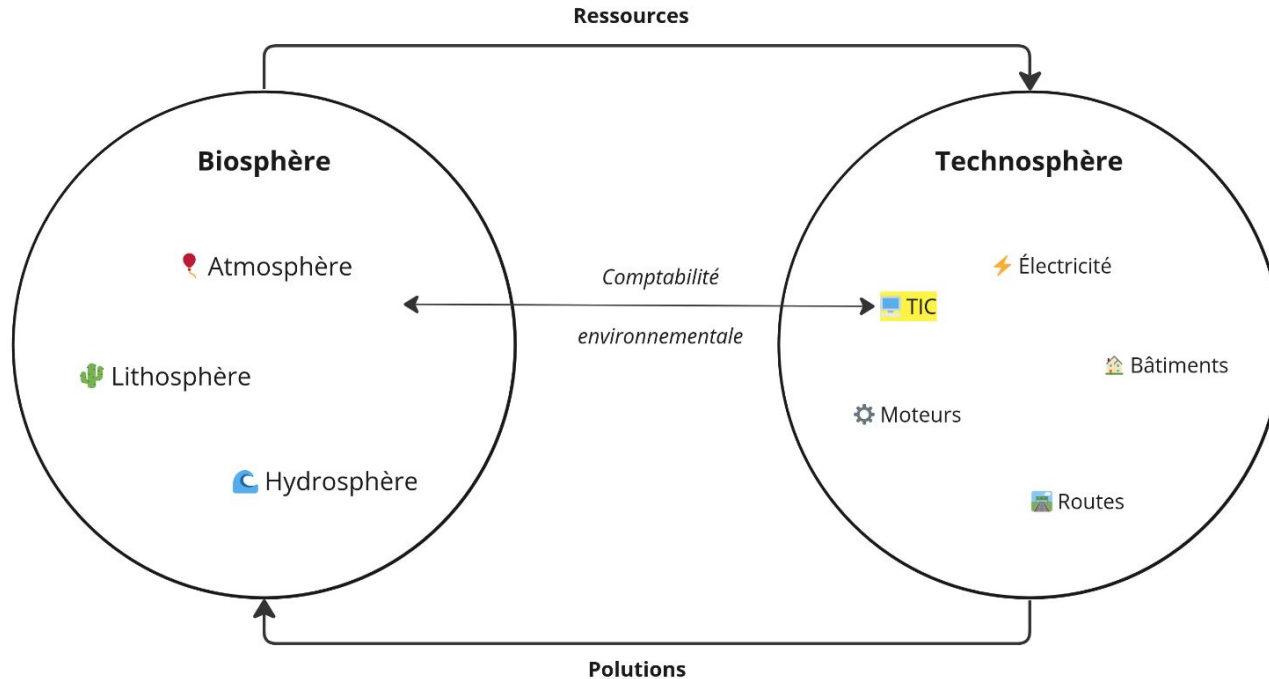 Ressources
Biosphère
Technosphère
Atmosphère
Électricité
Comptabilité
TIC
environnementale
Bâtiments
Lithosphère
Moteurs
Hydrosphère
Routes
Polutions